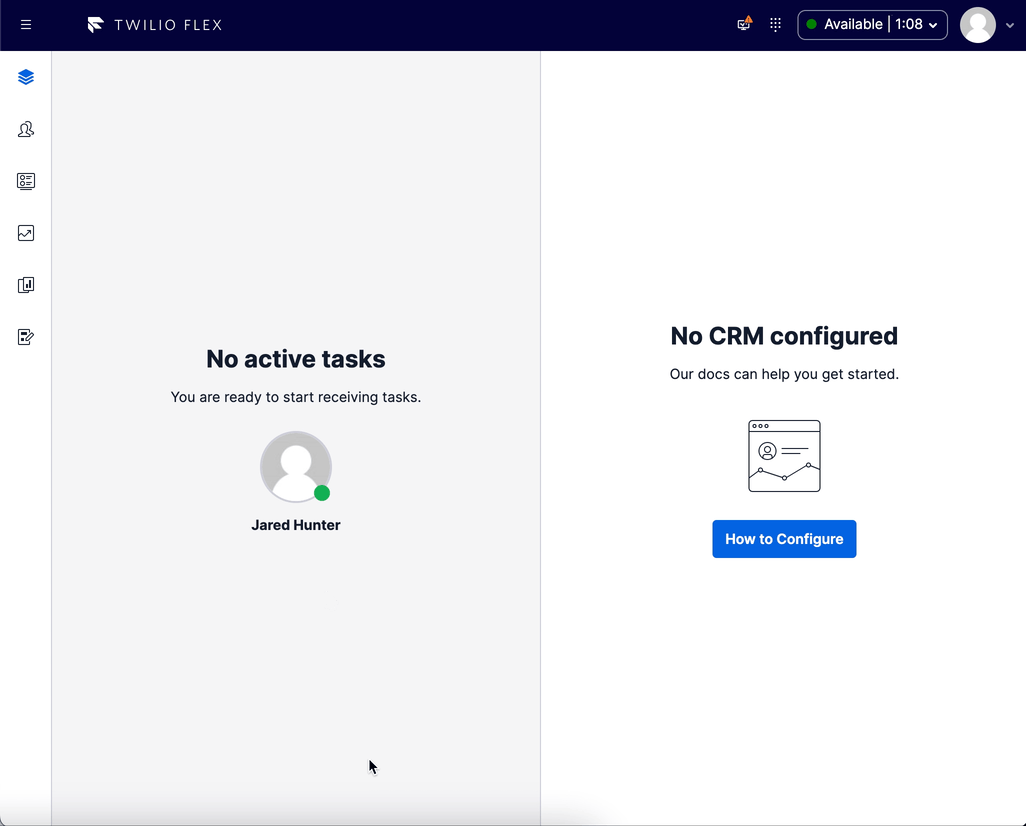 TWILIO FLEX
Available | 1:08
No active tasks
You are ready to start receiving tasks.
Jared Hunter
No CRM configured
Our docs can help you get started.
How to Configure